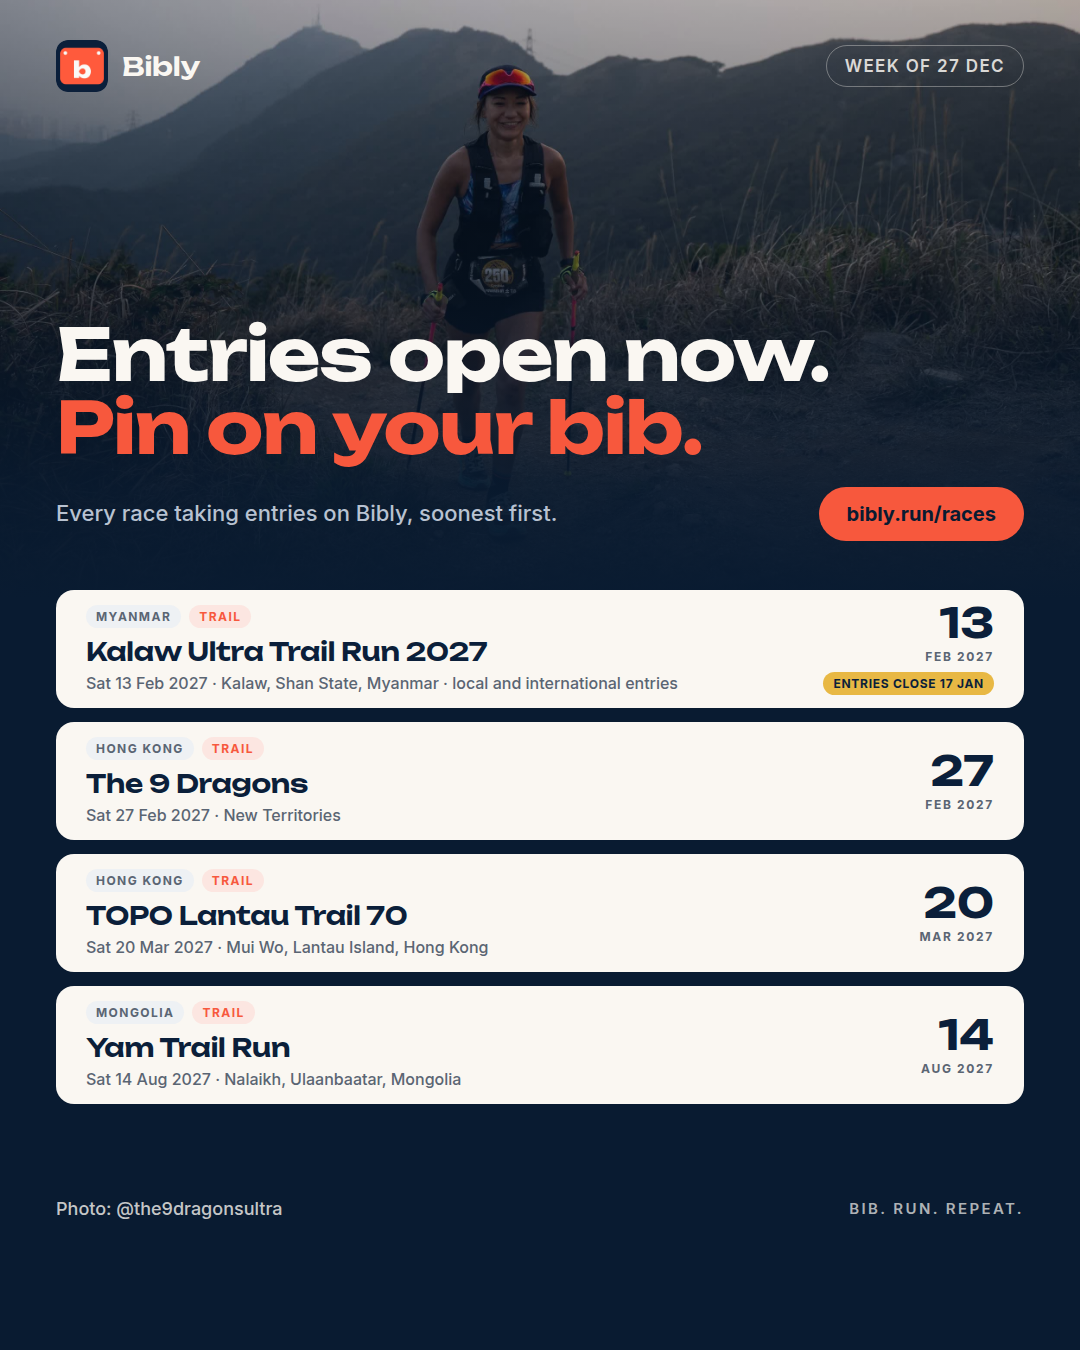 b Bibly
WEEK OF 27 DEC
250
Entries open now.
Pin on your bib.
Every race taking entries on Bibly, soonest first.
bibly.run/races
MYANMAR TRAIL
Kalaw Ultra Trail Run 2027
Sat 13 Feb 2027 · Kalaw, Shan State, Myanmar · local and international entries
13
FEB 2027
ENTRIES CLOSE 17 JAN
HONG KONG TRAIL
The 9 Dragons
Sat 27 Feb 2027 · New Territories
27
FEB 2027
HONG KONG TRAIL
TOPO Lantau Trail 70
Sat 20 Mar 2027 · Mui Wo, Lantau Island, Hong Kong
20
MAR 2027
MONGOLIA TRAIL
Yam Trail Run
Sat 14 Aug 2027 · Nalaikh, Ulaanbaatar, Mongolia
14
AUG 2027
Photo: @the9dragonsultra
BIB. RUN. REPEAT.